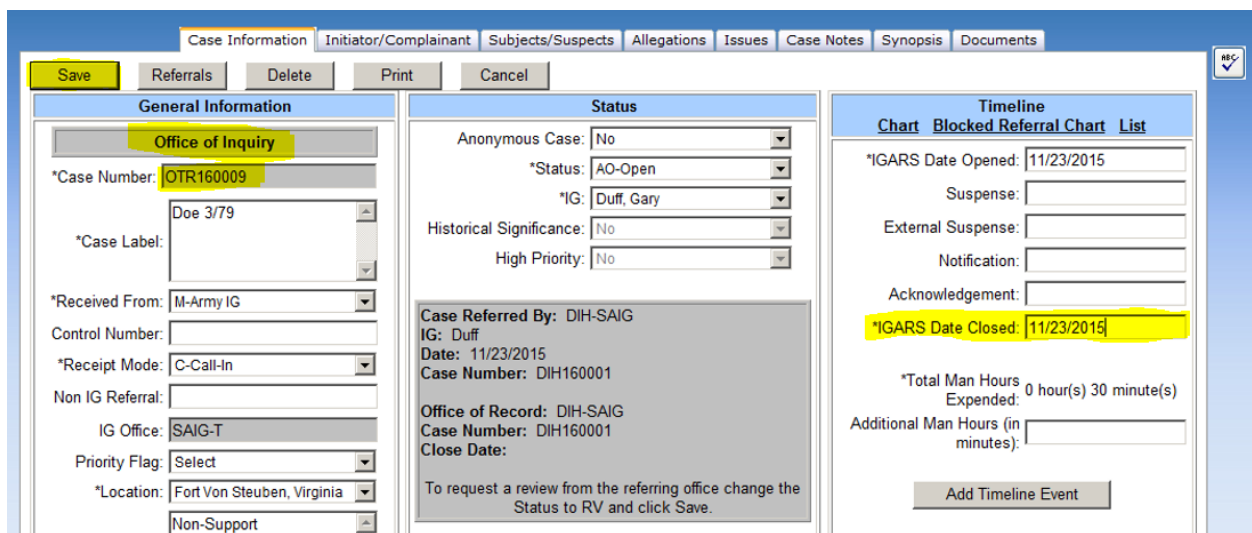 Case Information Initiator/Complainant Subjects/Suspects Allegations Issues Case Notes Synopsis Documents
ABC
Save Referrals Delete Print Cancel
General Information
Office of Inquiry
*Case Number: OTR160009
*Case Label: Doe 3/79
*Received From: M-Army IG
Control Number:
*Receipt Mode: C-Call-In
Non IG Referral:
IG Office: SAIG-T
Priority Flag: Select
*Location: Fort Von Steuben, Virginia
Non-Support
Status
Anonymous Case: No
*Status: AO-Open
*IG: Duff, Gary
Historical Significance: No
High Priority: No
Case Referred By: DIH-SAIG
IG: Duff
Date: 11/23/2015
Case Number: DIH160001
Office of Record: DIH-SAIG
Case Number: DIH160001
Close Date:
To request a review from the referring office change the
Status to RV and click Save.
Timeline
Chart Blocked Referral Chart List
*IGARS Date Opened: 11/23/2015
Suspense:
External Suspense:
Notification:
Acknowledgement:
*IGARS Date Closed: 11/23/2015
*Total Man Hours
Expended: 0 hour(s) 30 minute(s)
Additional Man Hours (in
minutes):
Add Timeline Event